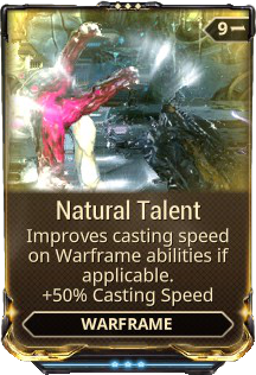 9
Natural Talent
Improves casting speed
on Warframe abilities if
applicable.
+50% Casting Speed
WARFRAME